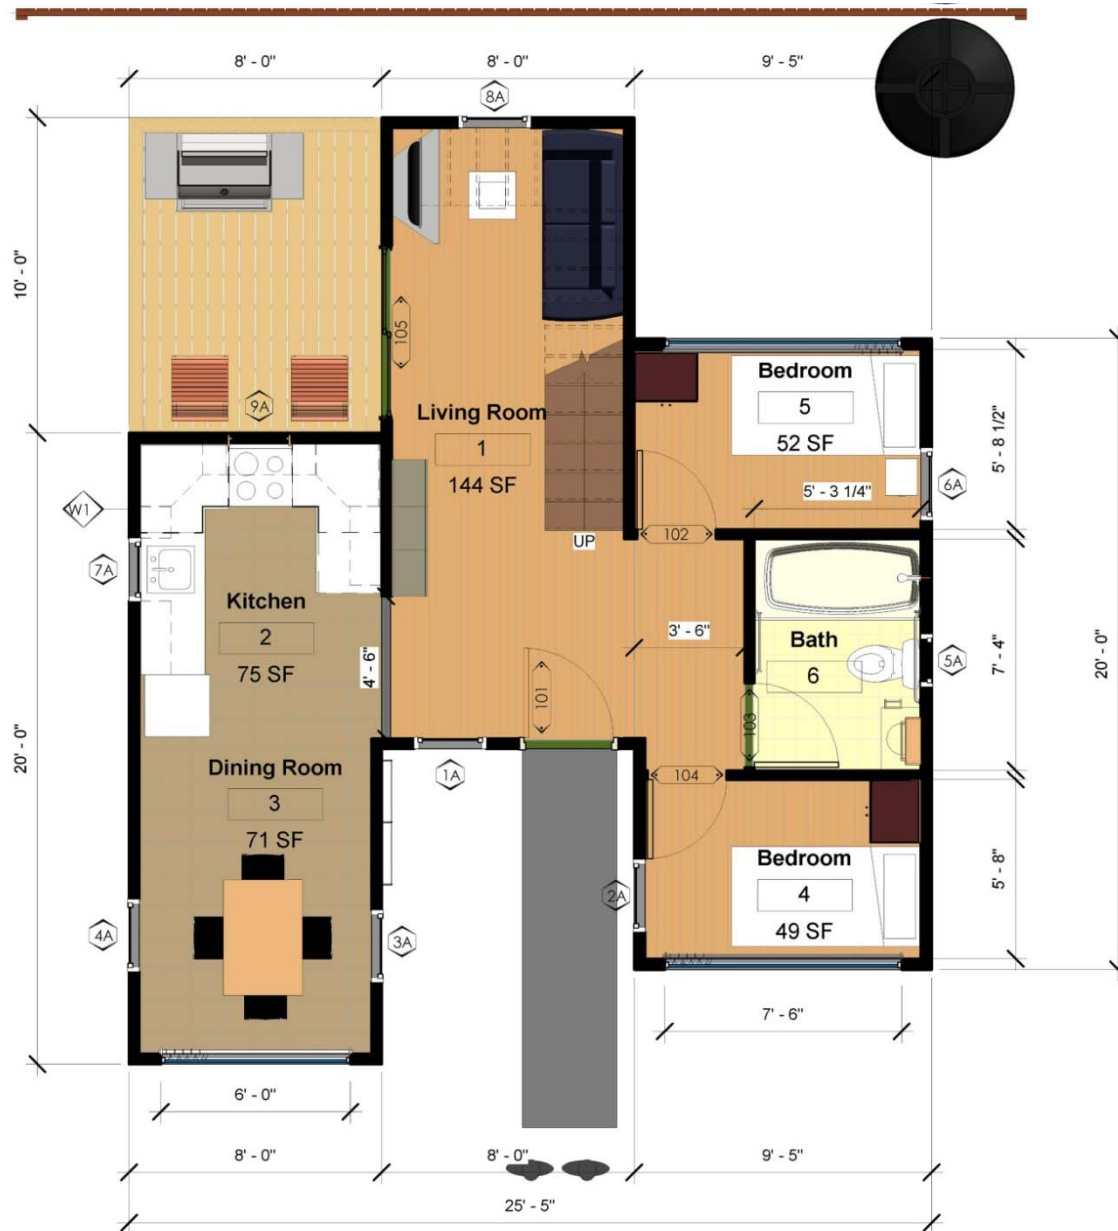 8' - 0"
8' - 0"
9' - 5"
8A
10' - 0"
105
9A
Living Room
1
144 SF
Bedroom
5
52 SF
5' - 8 1/2"
5' - 3 1/4"
6A
W1
UP
102
7A
Kitchen
2
75 SF
4' - 6"
3' - 6"
Bath
6
5A
7' - 4"
20' - 0"
101
103
20' - 0"
Dining Room
3
71 SF
1A
104
Bedroom
4
49 SF
5' - 8"
2A
4A
3A
7' - 6"
6' - 0"
8' - 0"
8' - 0"
9' - 5"
25' - 5"